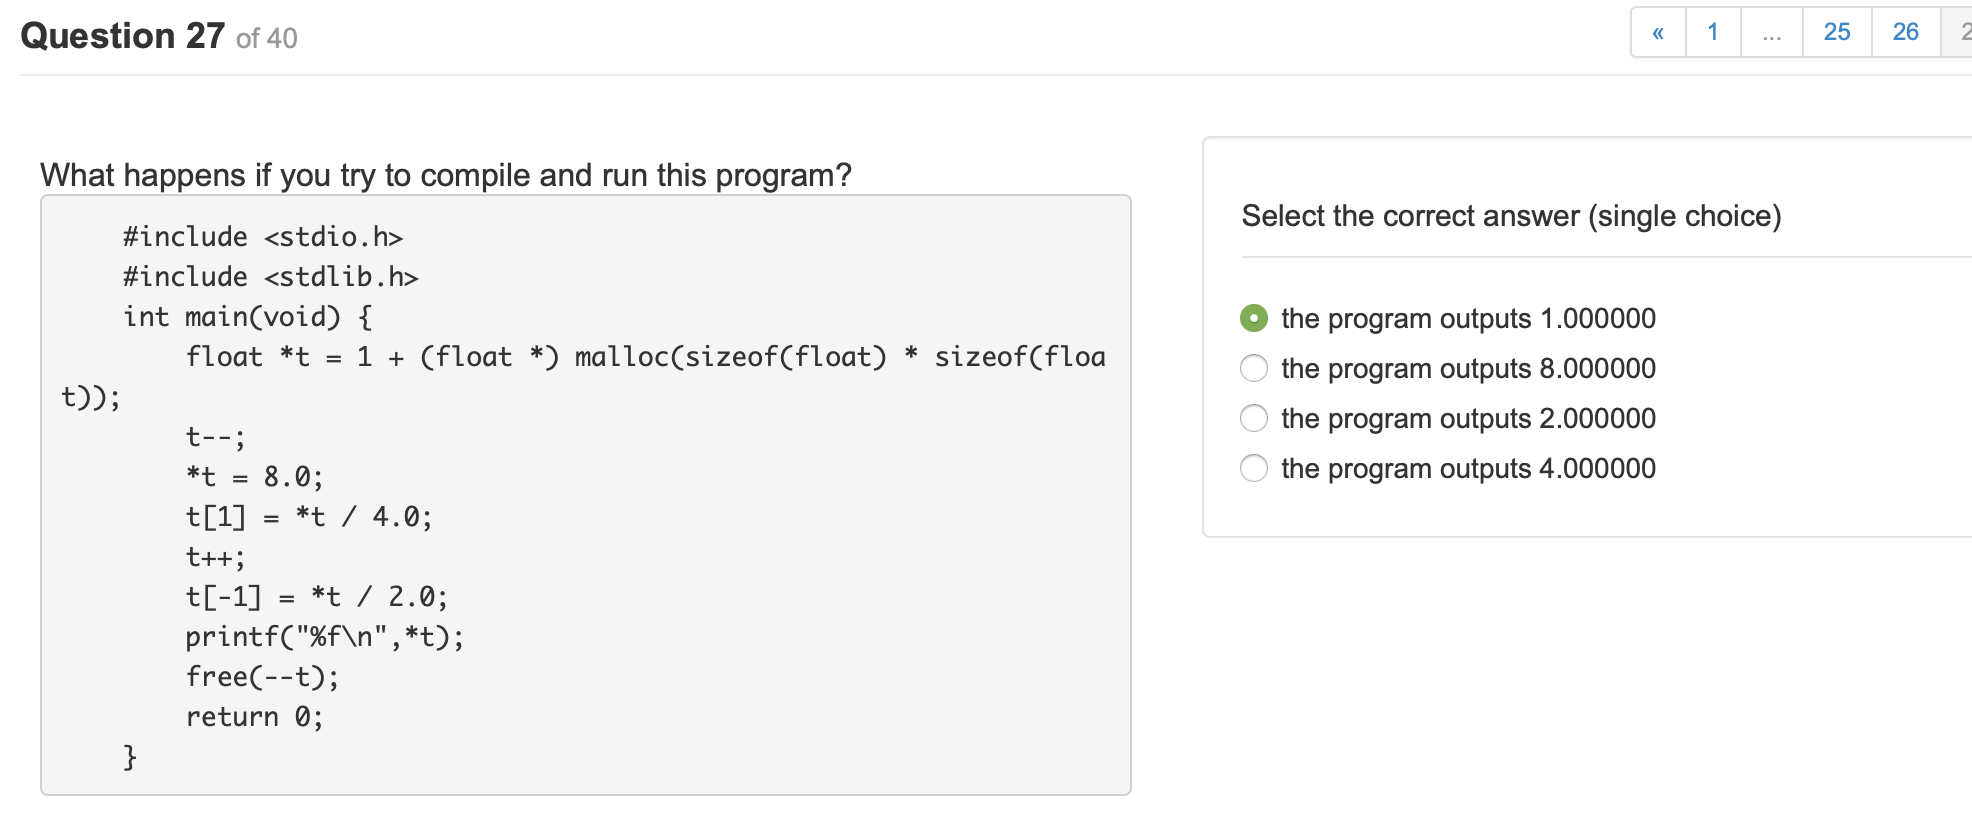 Question 27 of 40
« 1 ... 25 26 2
What happens if you try to compile and run this program?
#include <stdio.h>
#include <stdlib.h>
int main(void) {
float *t = 1 + (float *) malloc(sizeof(float) * sizeof(floa
t));
t--;
*t = 8.0;
t[1] = *t / 4.0;
t++;
t[-1] = *t / 2.0;
printf("%f\n",*t);
free(--t);
return 0;
}
Select the correct answer (single choice)
the program outputs 1.000000
the program outputs 8.000000
the program outputs 2.000000
the program outputs 4.000000